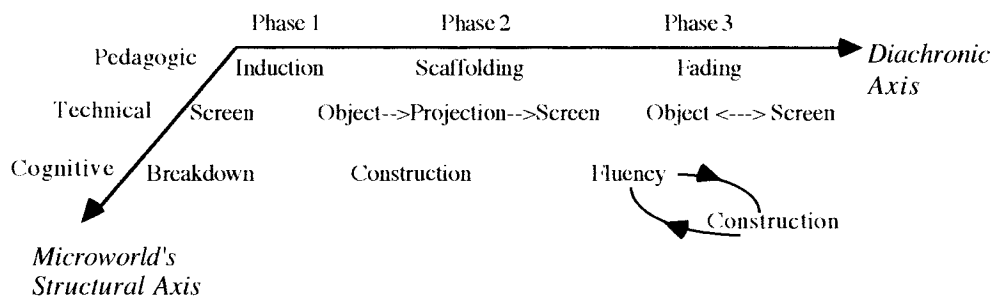 Phase 1 Phase 2 Phase 3
Pedagogic Induction Scaffolding Fading Diachronic
Axis
Technical Screen Object-->Projection-->Screen Object <---> Screen
Cognitive Breakdown Construction Fluency
Construction
Microworld's
Structural Axis